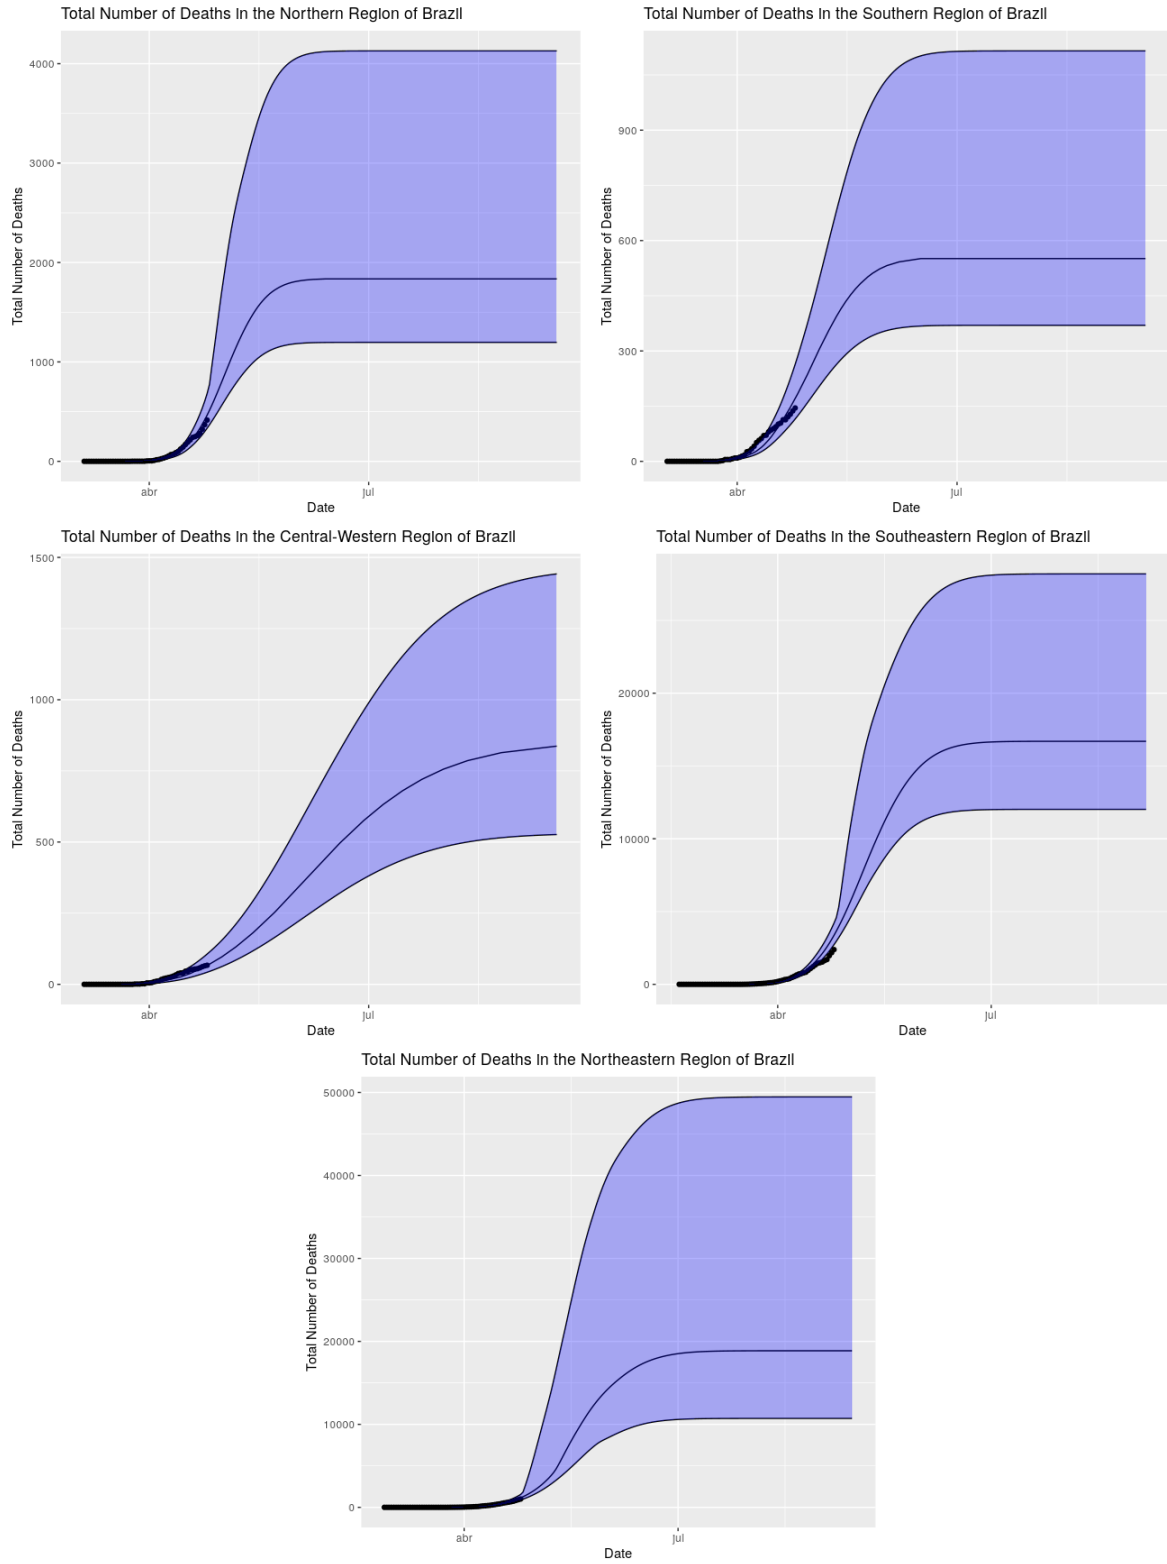 Total Number of Deaths in the Northern Region of Brazil
Total Number of Deaths
4000
3000
2000
1000
0
abr
jul
Date
Total Number of Deaths in the Southern Region of Brazil
Total Number of Deaths
900
600
300
0
abr
jul
Date
Total Number of Deaths in the Central-Western Region of Brazil
Total Number of Deaths
1500
1000
500
0
abr
jul
Date
Total Number of Deaths in the Southeastern Region of Brazil
Total Number of Deaths
20000
10000
0
abr
jul
Date
Total Number of Deaths in the Northeastern Region of Brazil
Total Number of Deaths
50000
40000
30000
20000
10000
0
abr
jul
Date